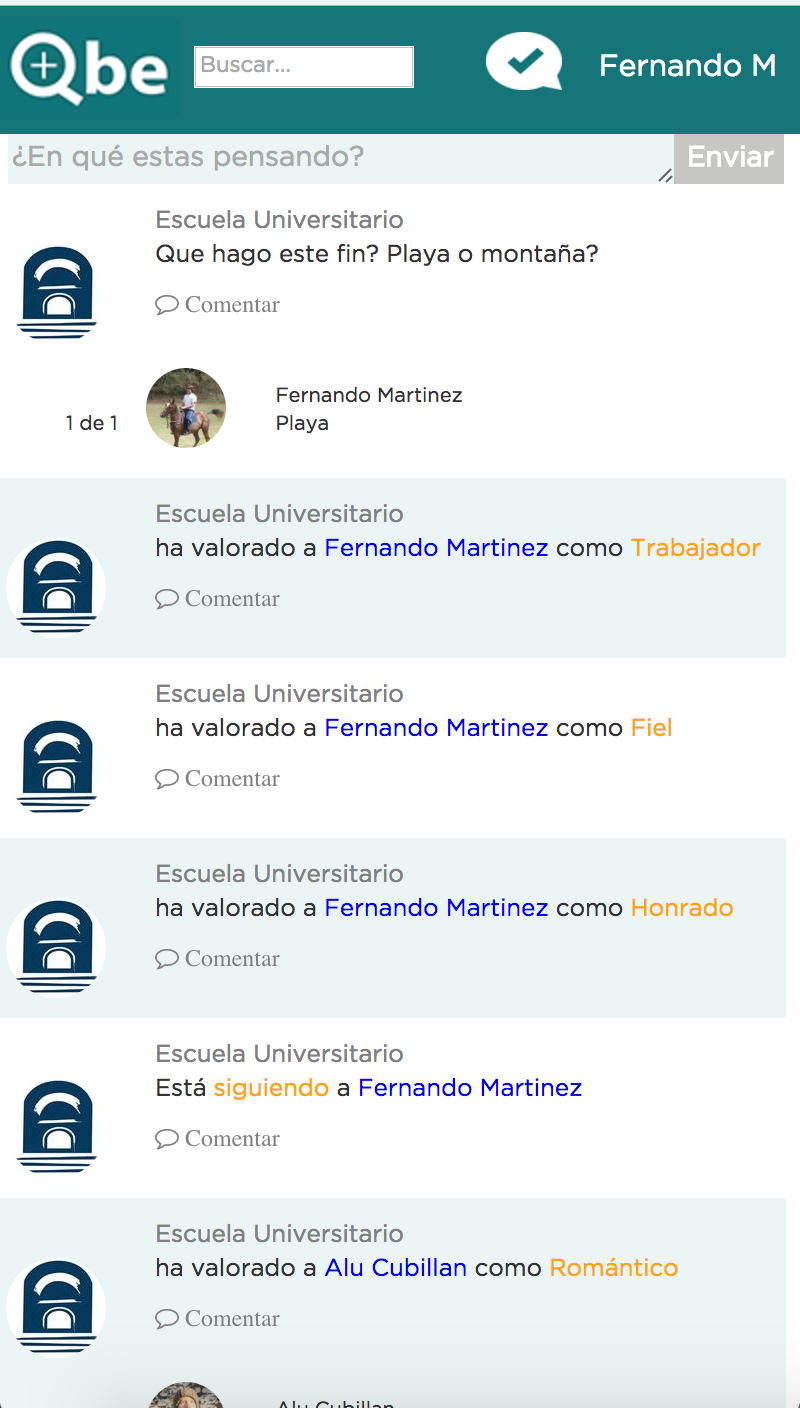 Qbe
Buscar...
Fernando M
¿En qué estas pensando?
Enviar
Escuela Universitario
Que hago este fin? Playa o montaña?
Comentar
Fernando Martinez
1 de 1
Playa
Escuela Universitario
ha valorado a Fernando Martinez como Trabajador
Comentar
Escuela Universitario
ha valorado a Fernando Martinez como Fiel
Comentar
Escuela Universitario
ha valorado a Fernando Martinez como Honrado
Comentar
Escuela Universitario
Está siguiendo a Fernando Martinez
Comentar
Escuela Universitario
ha valorado a Alu Cubillan como Romántico
Comentar
Alu Cubillan